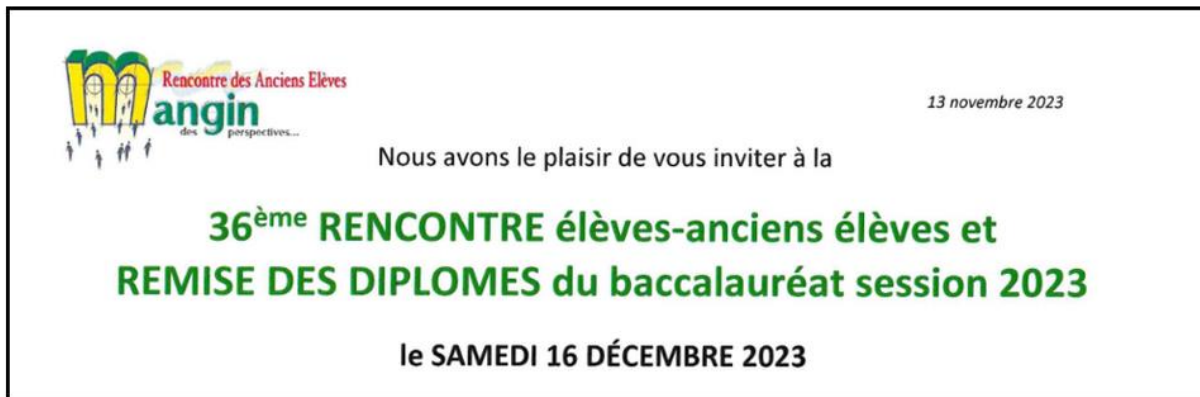 Rencontre des Anciens Elèves
mangin
des perspectives...
13 novembre 2023
Nous avons le plaisir de vous inviter à la
36ème RENCONTRE élèves-anciens élèves et
REMISE DES DIPLOMES du baccalauréat session 2023
le SAMEDI 16 DÉCEMBRE 2023